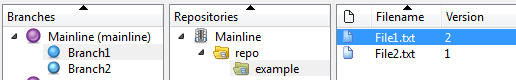 Branches
Mainline (mainline)
Branch1
Branch2
Repositories
Mainline
repo
example
Filename Version
File1.txt 2
File2.txt 1